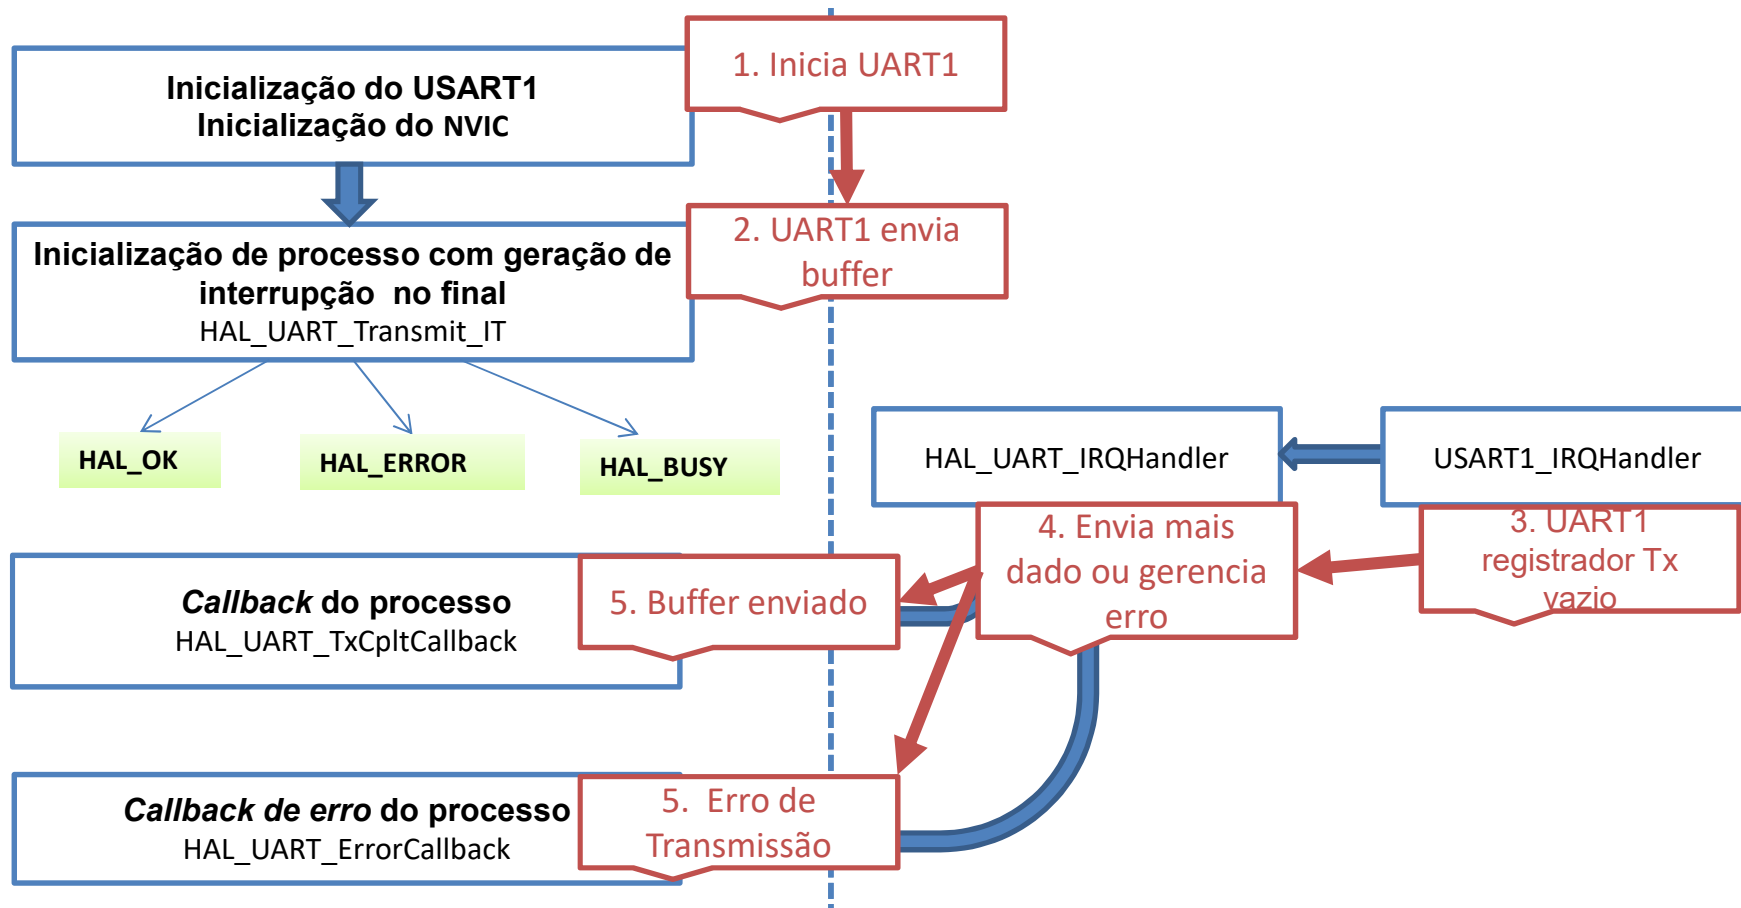 Inicialização do USART1
Inicialização do NVIC
1. Inicia UART1
Inicialização de processo com geração de
interrupção no final
HAL_UART_Transmit_IT
2. UART1 envia
buffer
HAL_OK
HAL_ERROR
HAL_BUSY
HAL_UART_IRQHandler
USART1_IRQHandler
3. UART1
registrador Tx
vazio
4. Envia mais
dado ou gerencia
erro
Callback do processo
HAL_UART_TxCpltCallback
5. Buffer enviado
Callback de erro do processo
HAL_UART_ErrorCallback
5. Erro de
Transmissão